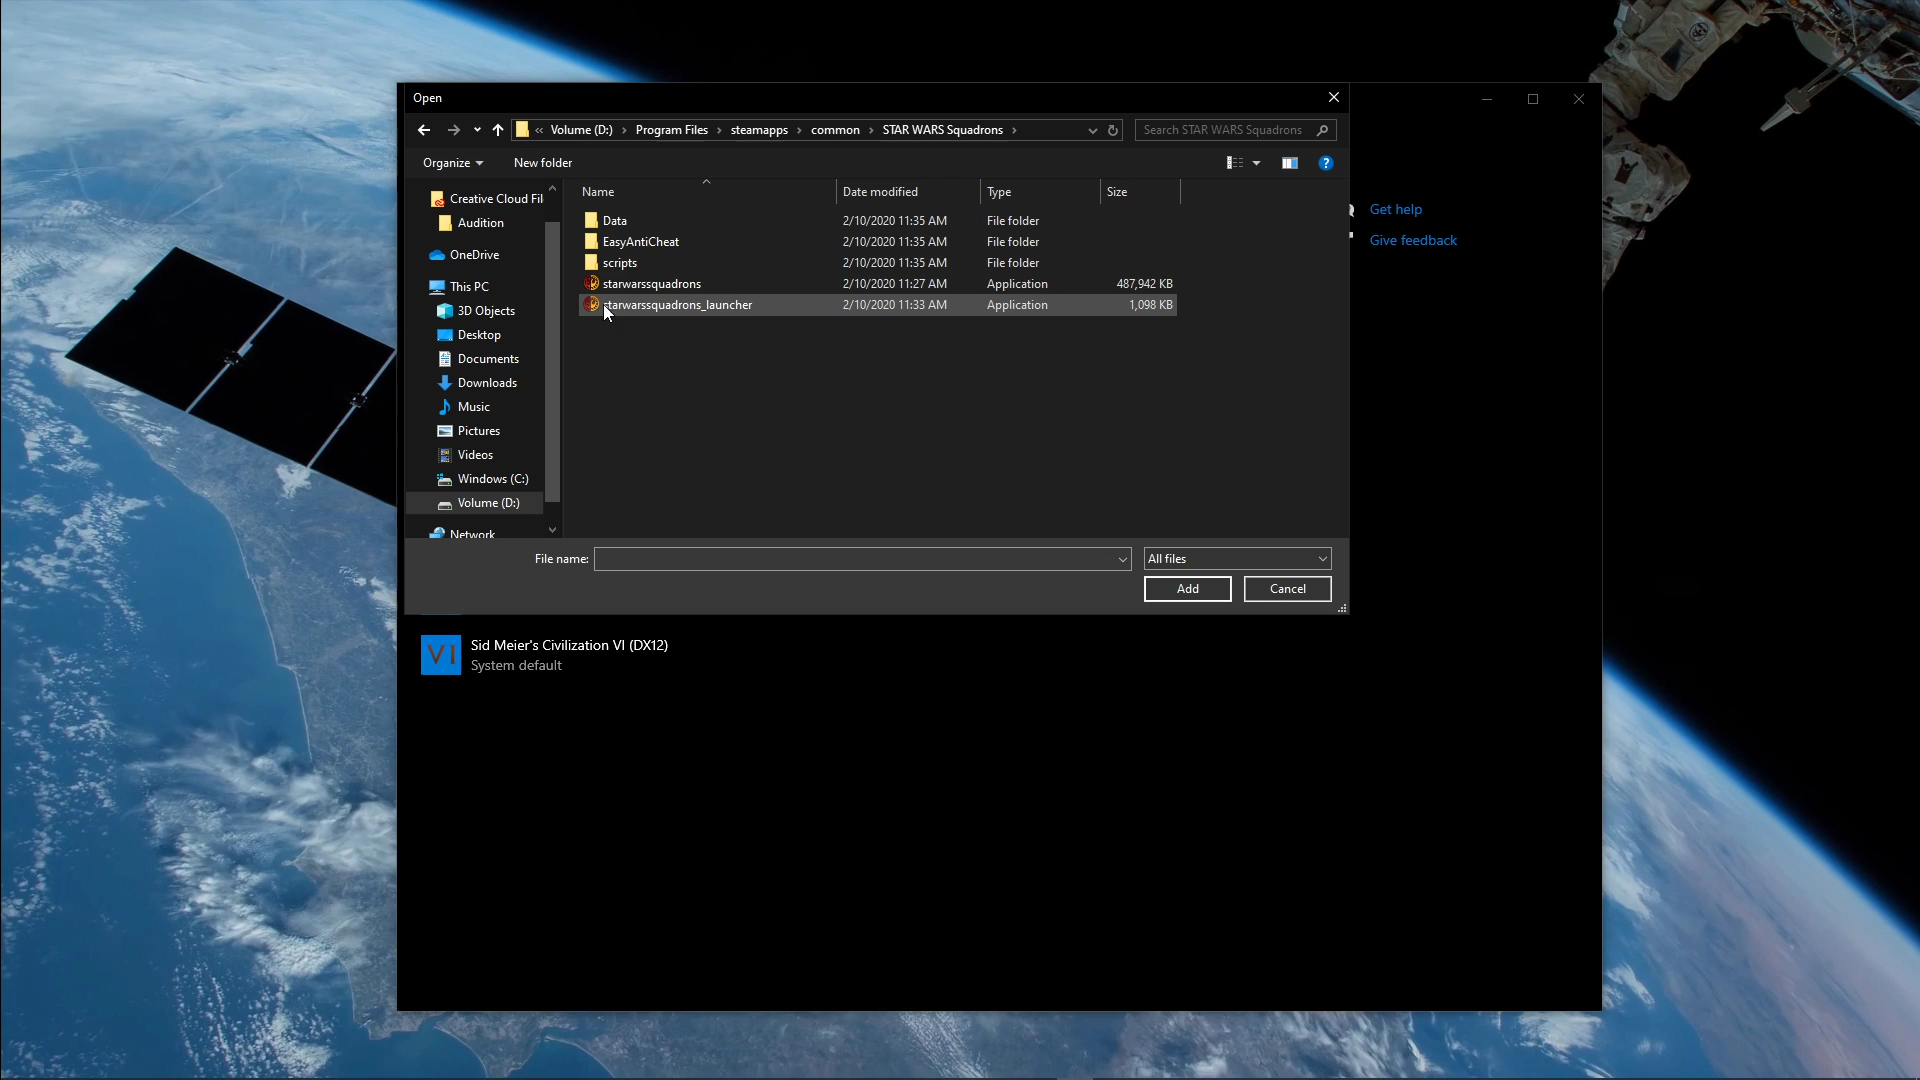 Open
« Volume (D:) › Program Files › steamapps › common › STAR WARS Squadrons ›
Search STAR WARS Squadrons
Organize
New folder
Name Date modified Type Size
Creative Cloud Fil
Audition
OneDrive
This PC
3D Objects
Desktop
Documents
Downloads
Music
Pictures
Videos
Windows (C:)
Volume (D:)
Network
Data 2/10/2020 11:35 AM File folder
EasyAntiCheat 2/10/2020 11:35 AM File folder
scripts 2/10/2020 11:35 AM File folder
starwarssquadrons 2/10/2020 11:27 AM Application 487,942 KB
starwarssquadrons_launcher 2/10/2020 11:33 AM Application 1,098 KB
Get help
Give feedback
File name:
All files
Add
Cancel
VI
Sid Meier's Civilization VI (DX12)
System default